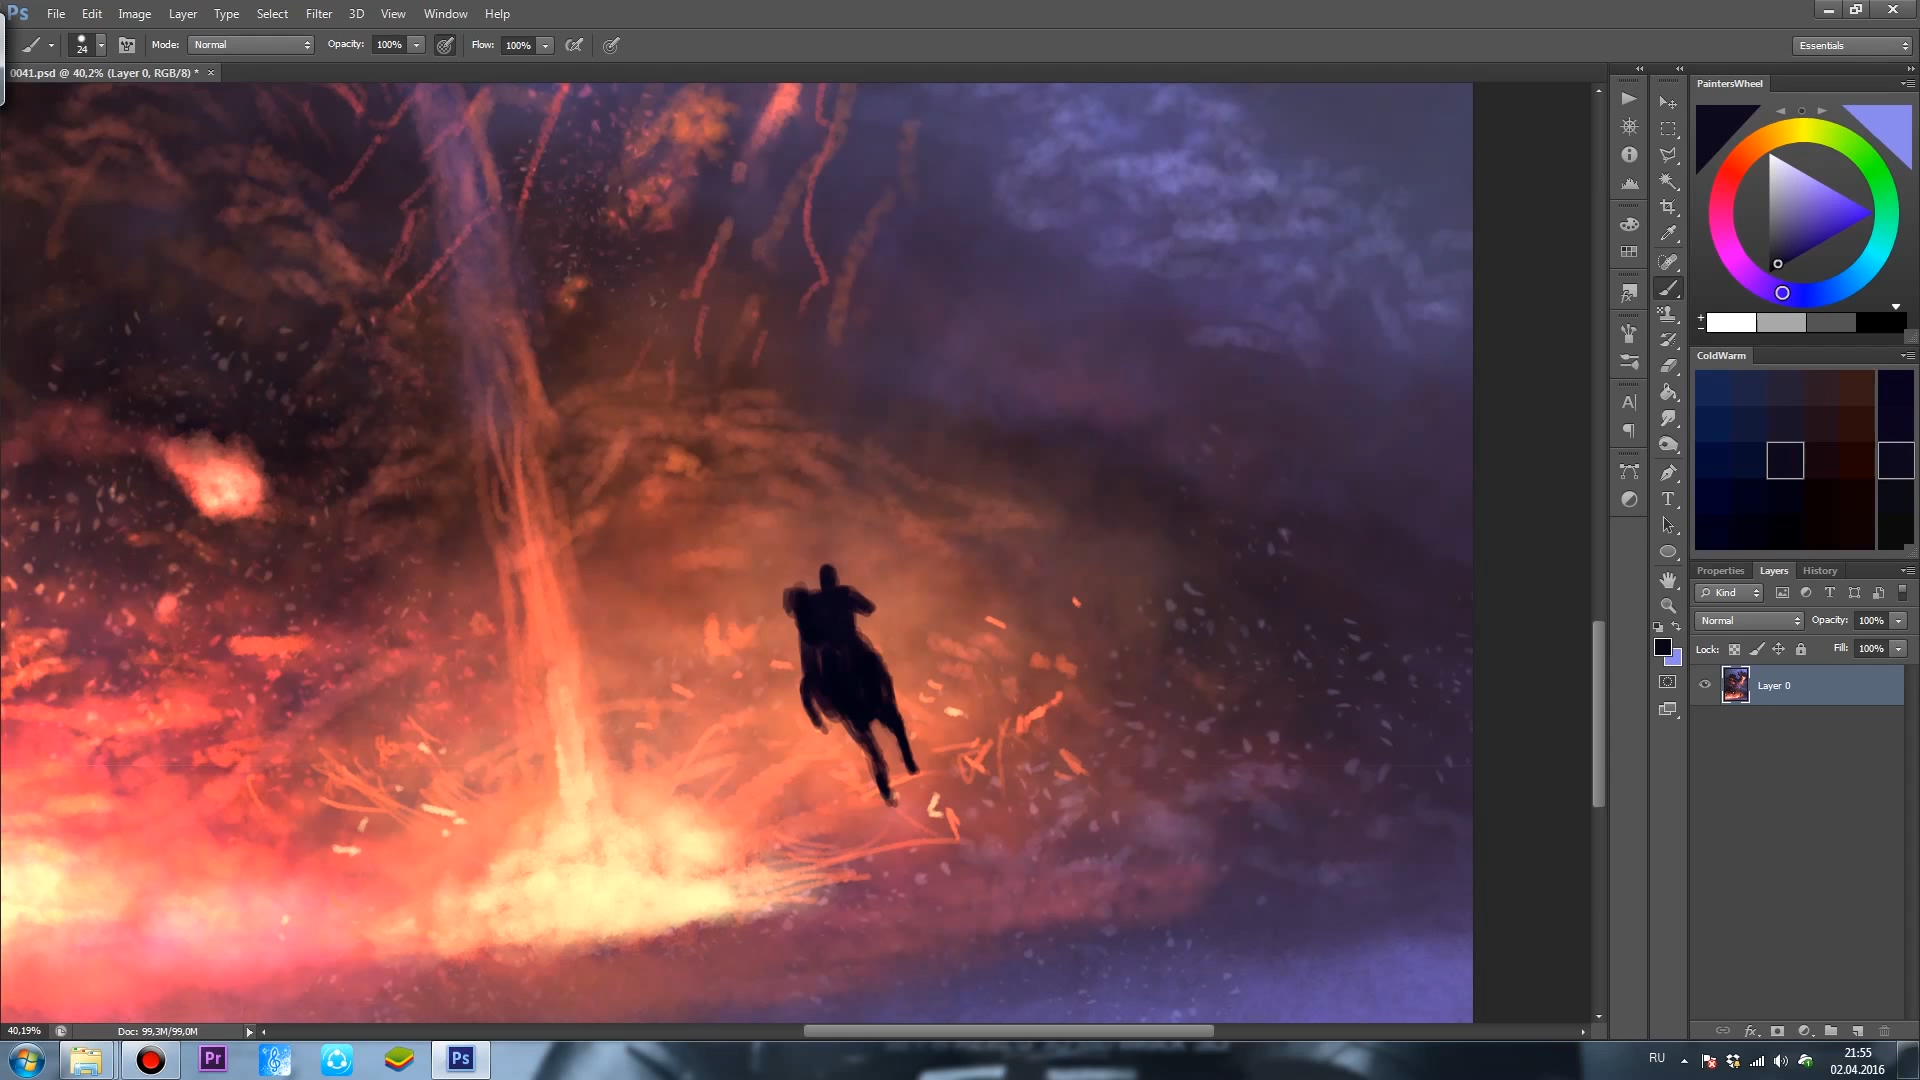 Ps File Edit Image Layer Type Select Filter 3D View Window Help
24 Mode: Normal Opacity: 100% Flow: 100% Essentials
0041.psd @ 40,2% (Layer 0, RGB/8) * ×
PaintersWheel
ColdWarm
Properties Layers History
Kind
Normal Opacity: 100%
Lock: Fill: 100%
Layer 0
40,19% Doc: 99,3M/99,0M
Pr Ps RU 21:55
02.04.2016